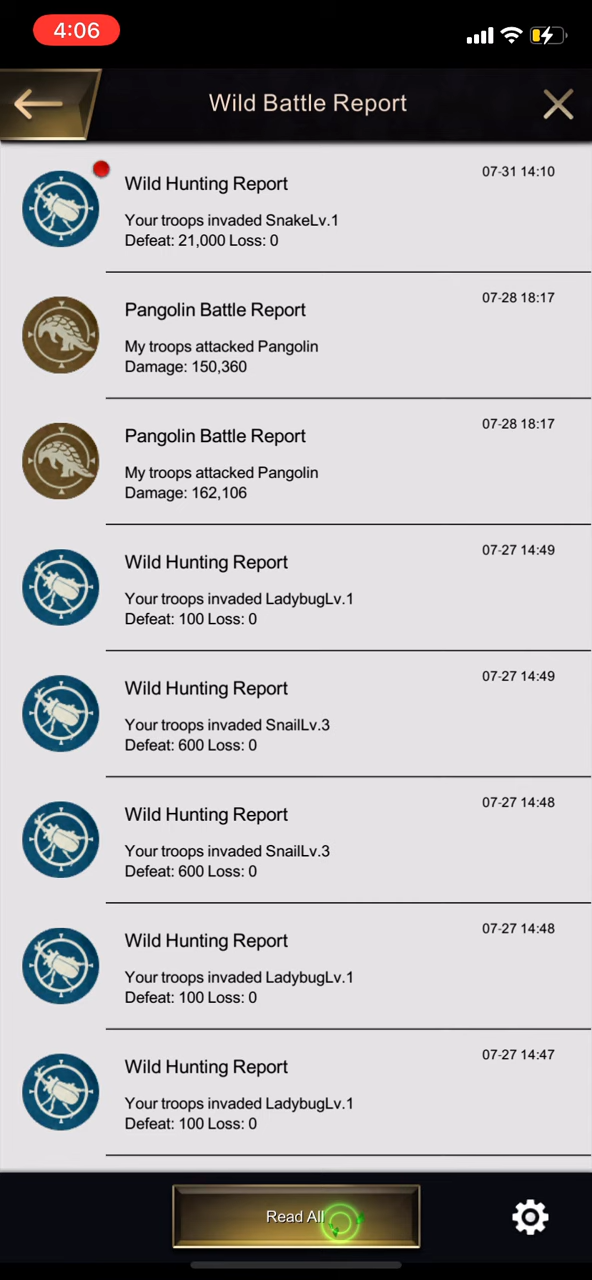 4:06
Wild Battle Report
Wild Hunting Report
07-31 14:10
Your troops invaded SnakeLv.1
Defeat: 21,000 Loss: 0
Pangolin Battle Report
07-28 18:17
My troops attacked Pangolin
Damage: 150,360
Pangolin Battle Report
07-28 18:17
My troops attacked Pangolin
Damage: 162,106
Wild Hunting Report
07-27 14:49
Your troops invaded LadybugLv.1
Defeat: 100 Loss: 0
Wild Hunting Report
07-27 14:49
Your troops invaded SnailLv.3
Defeat: 600 Loss: 0
Wild Hunting Report
07-27 14:48
Your troops invaded SnailLv.3
Defeat: 600 Loss: 0
Wild Hunting Report
07-27 14:48
Your troops invaded LadybugLv.1
Defeat: 100 Loss: 0
Wild Hunting Report
07-27 14:47
Your troops invaded LadybugLv.1
Defeat: 100 Loss: 0
Read All